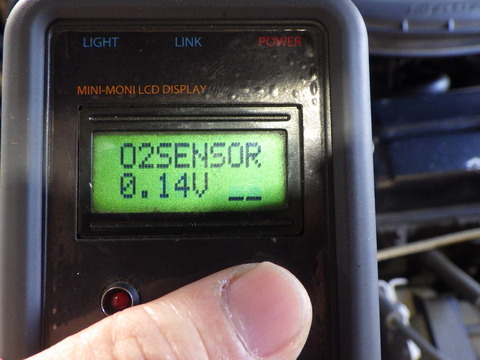 LIGHT LINK POWER
MINI-MONI LCD DISPLAY
O2SENSOR
0.14V